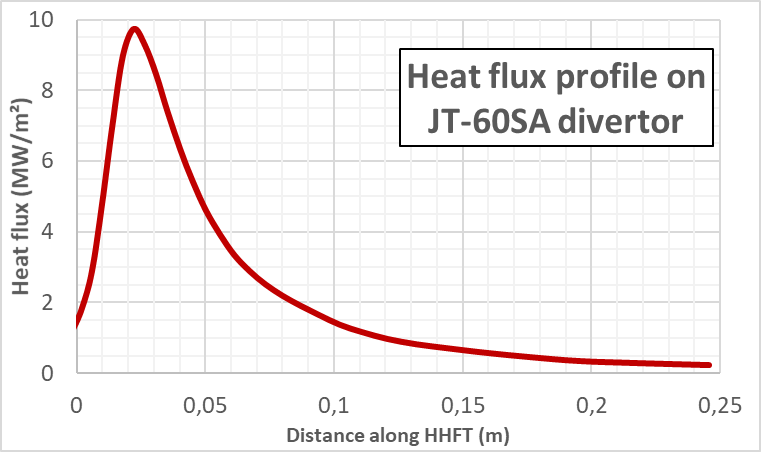 Heat flux profile on
JT-60SA divertor
Heat flux (MW/m²)
10
8
6
4
2
0
0 0,05 0,1 0,15 0,2 0,25
Distance along HHFT (m)